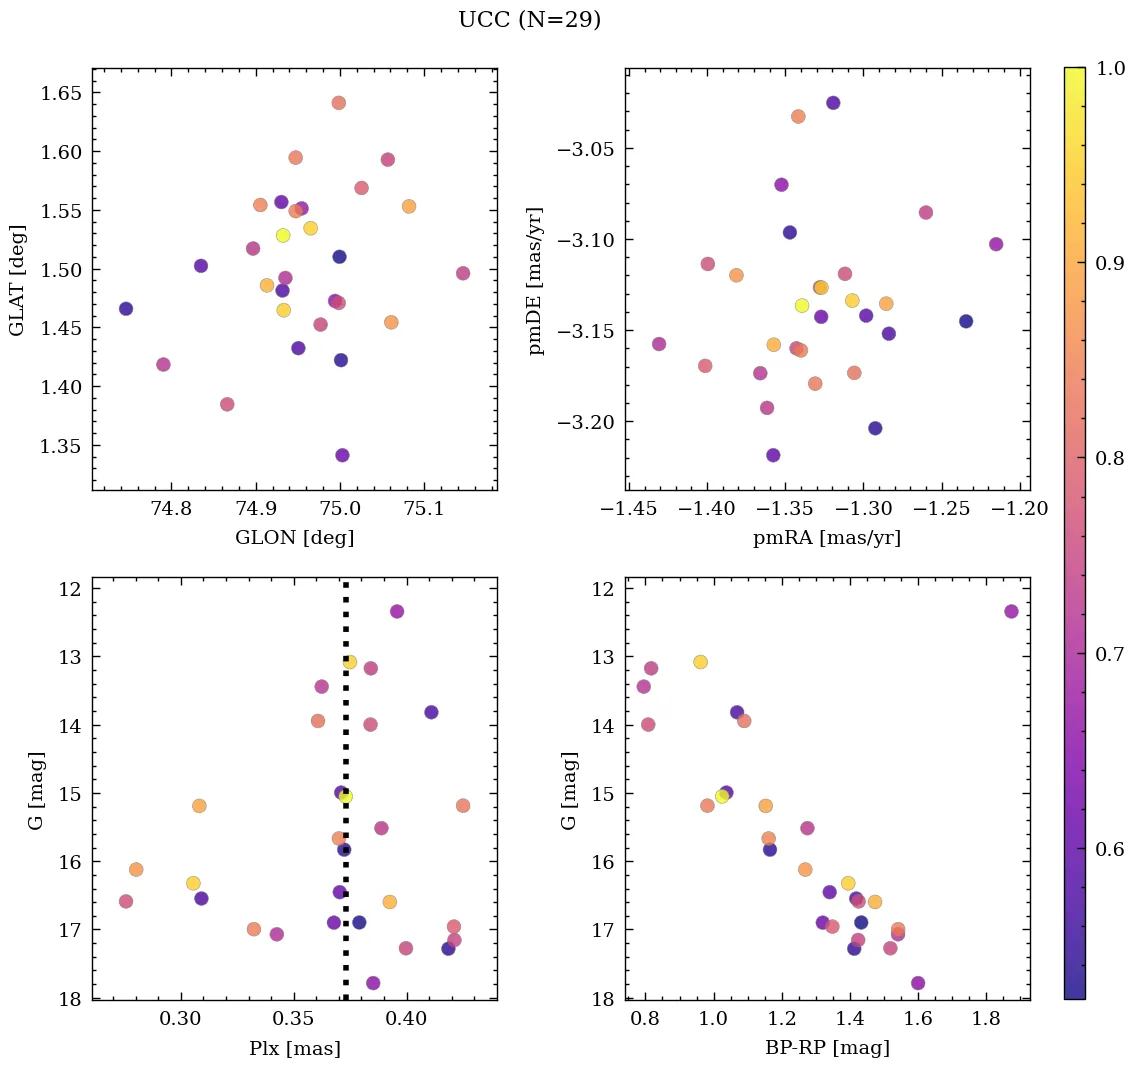 UCC (N=29)
1.65
1.60
1.55
1.50
1.45
1.40
1.35
GLAT [deg]
74.8 74.9 75.0 75.1
GLON [deg]
−3.05
−3.10
−3.15
−3.20
pmDE [mas/yr]
−1.45 −1.40 −1.35 −1.30 −1.25 −1.20
pmRA [mas/yr]
12
13
14
15
16
17
18
G [mag]
0.30 0.35 0.40
Plx [mas]
12
13
14
15
16
17
18
G [mag]
0.8 1.0 1.2 1.4 1.6 1.8
BP-RP [mag]
1.0
0.9
0.8
0.7
0.6